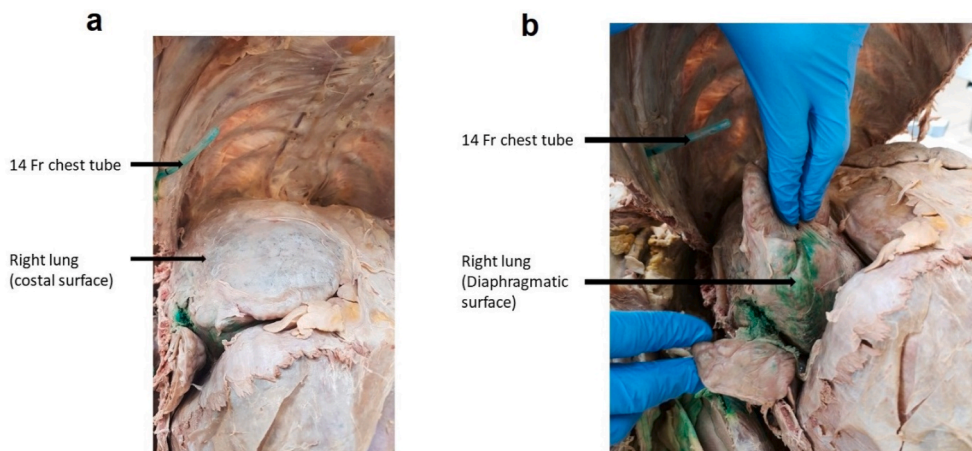 a
14 Fr chest tube
Right lung
(costal surface)
b
14 Fr chest tube
Right lung
(Diaphragmatic
surface)